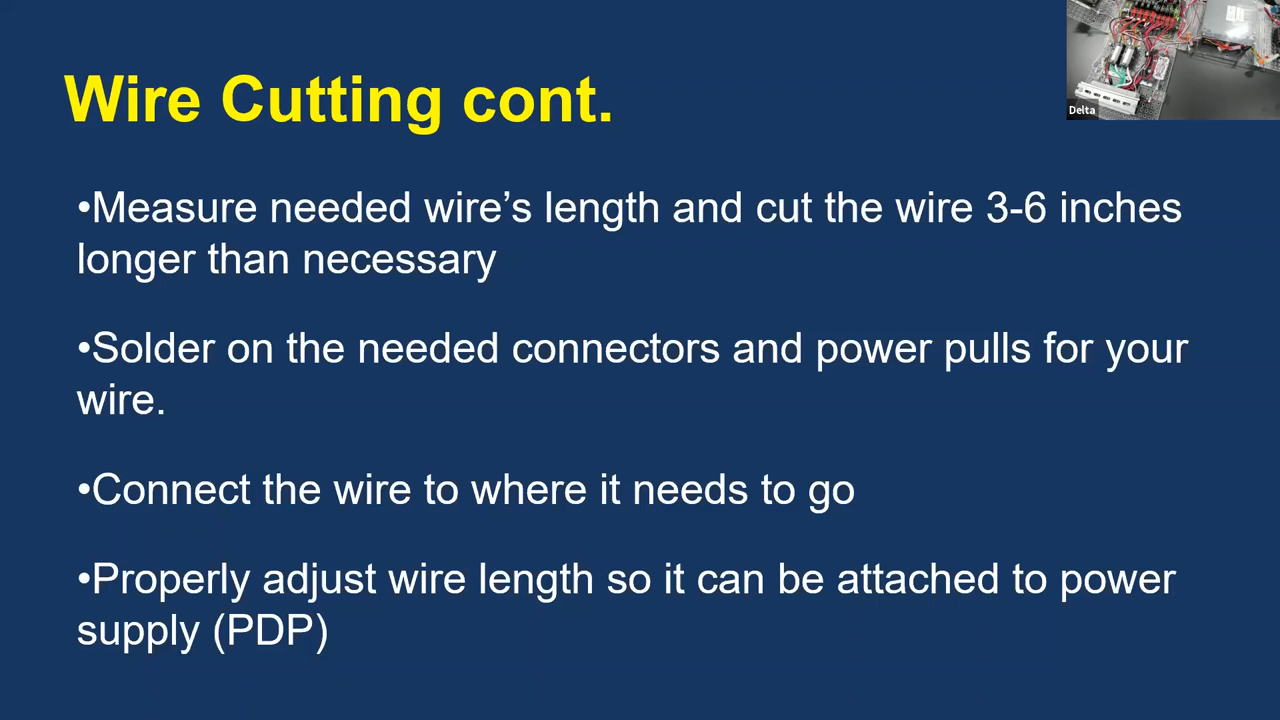 Wire Cutting cont.
Delta
•Measure needed wire’s length and cut the wire 3-6 inches
longer than necessary
•Solder on the needed connectors and power pulls for your
wire.
•Connect the wire to where it needs to go
•Properly adjust wire length so it can be attached to power
supply (PDP)